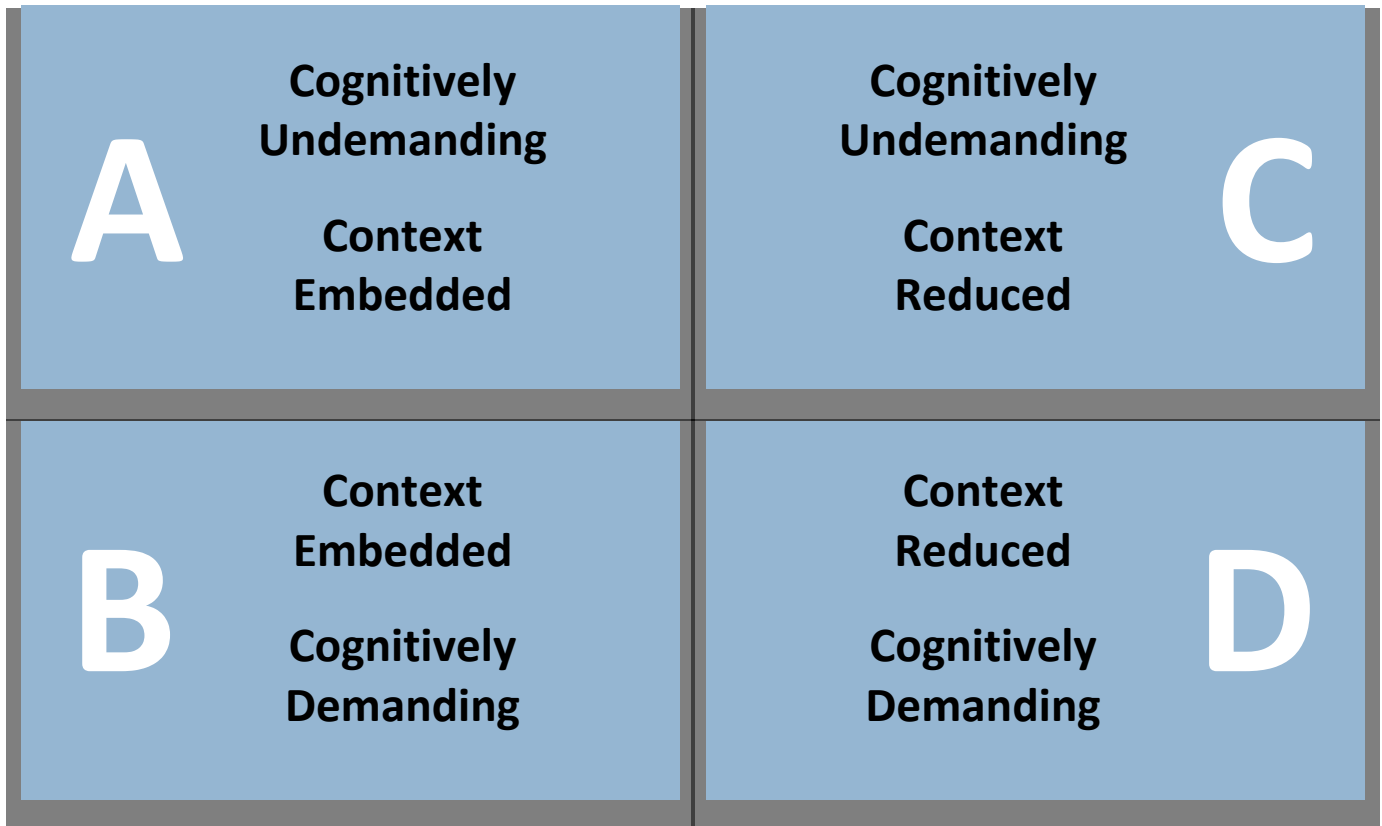 A
Cognitively
Undemanding
Context
Embedded
Cognitively
Undemanding
Context
Reduced
C
B
Context
Embedded
Cognitively
Demanding
Context
Reduced
Cognitively
Demanding
D